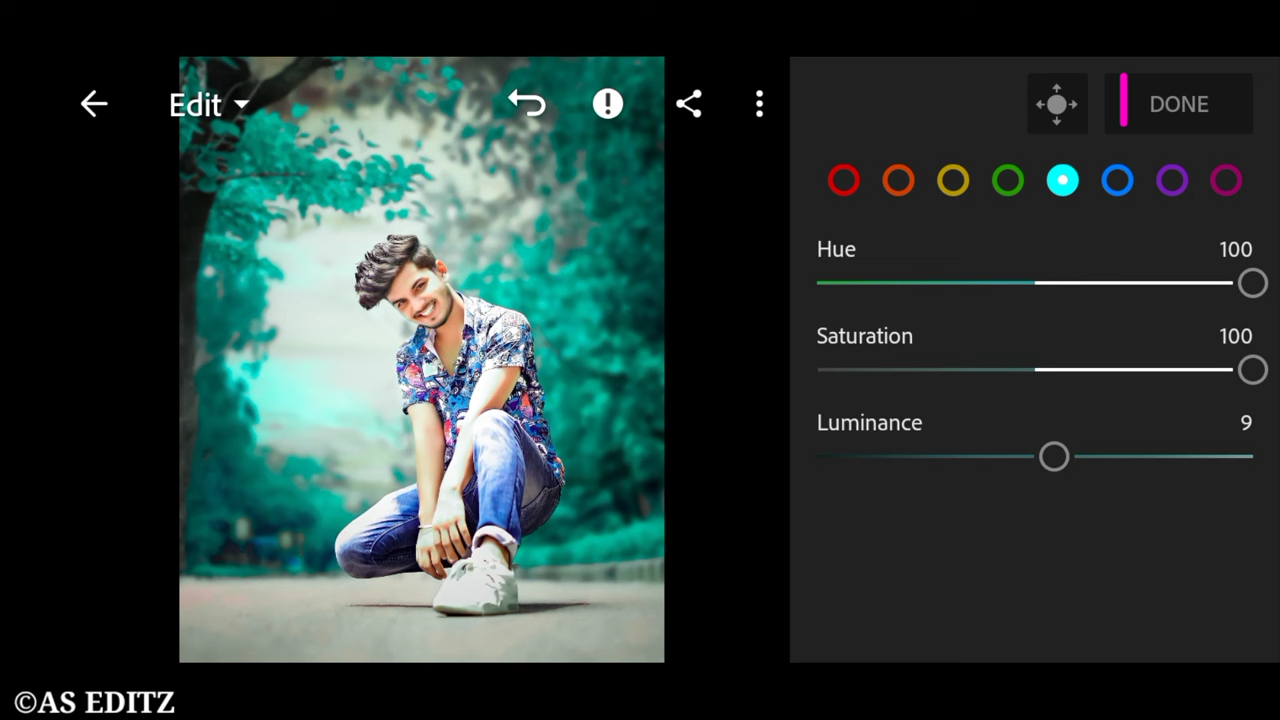 Edit
DONE
Hue 100
Saturation 100
Luminance 9
©AS EDITZ